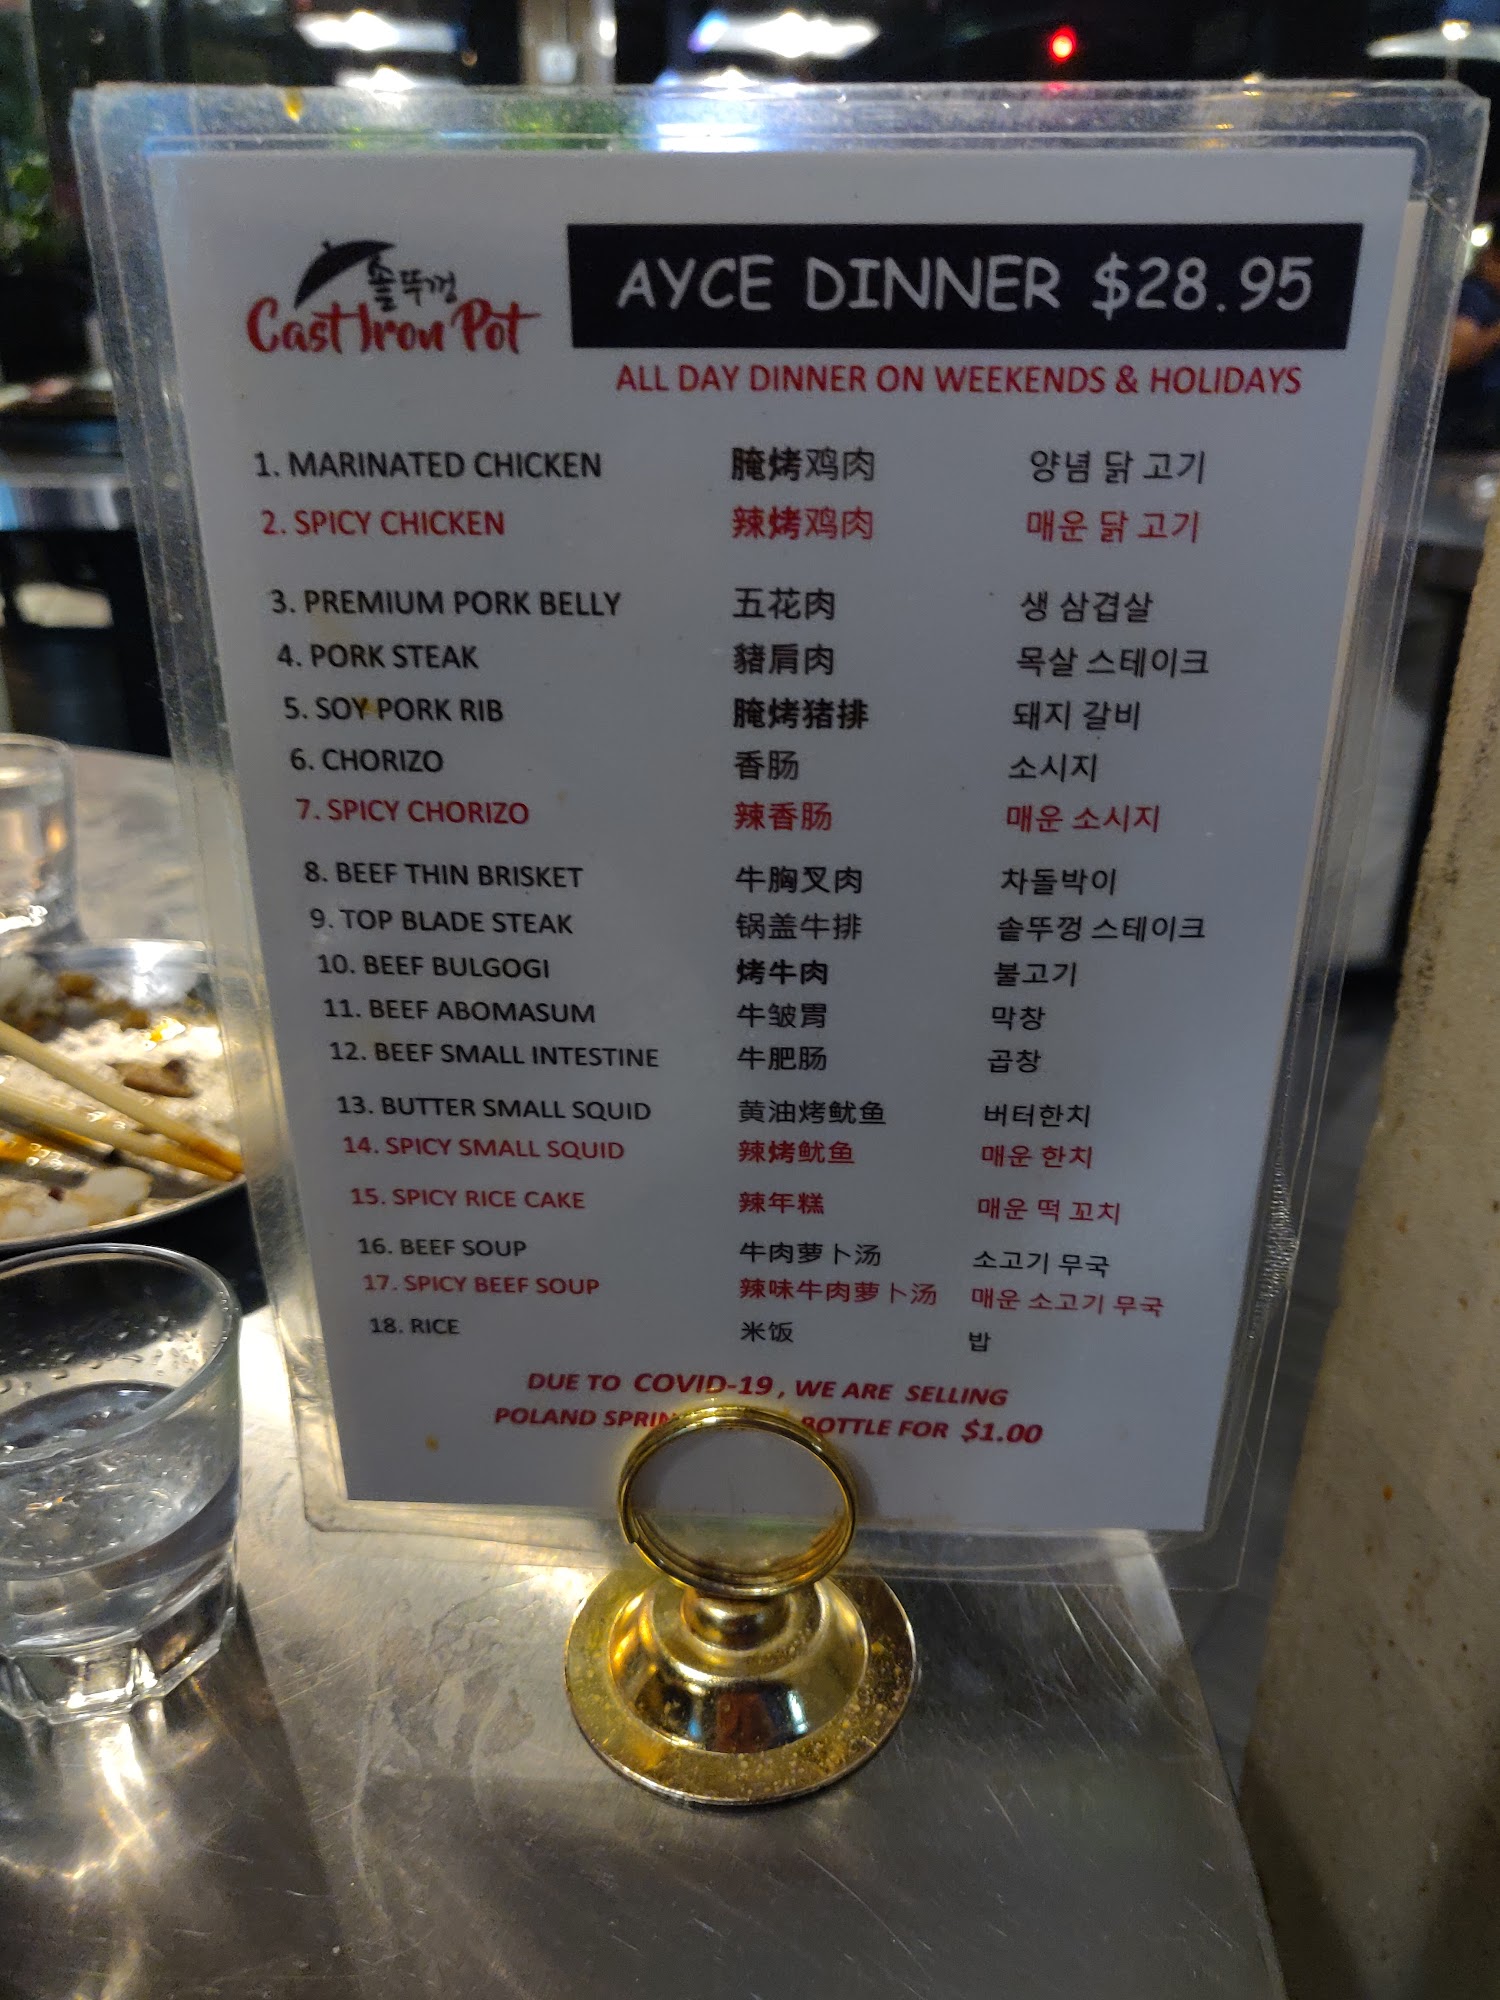 솥뚜껑
Cast Iron Pot
AYCE DINNER $28.95
ALL DAY DINNER ON WEEKENDS & HOLIDAYS
1. MARINATED CHICKEN 腌烤鸡肉 양념 닭 고기
2. SPICY CHICKEN 辣烤鸡肉 매운 닭 고기
3. PREMIUM PORK BELLY 五花肉 생 삼겹살
4. PORK STEAK 豬肩肉 목살 스테이크
5. SOY PORK RIB 腌烤猪排 돼지 갈비
6. CHORIZO 香肠 소시지
7. SPICY CHORIZO 辣香肠 매운 소시지
8. BEEF THIN BRISKET 牛胸叉肉 차돌박이
9. TOP BLADE STEAK 锅盖牛排 솥뚜껑 스테이크
10. BEEF BULGOGI 烤牛肉 불고기
11. BEEF ABOMASUM 牛皱胃 막창
12. BEEF SMALL INTESTINE 牛肥肠 곱창
13. BUTTER SMALL SQUID 黄油烤鱿鱼 버터한치
14. SPICY SMALL SQUID 辣烤鱿鱼 매운 한치
15. SPICY RICE CAKE 辣年糕 매운 떡 꼬치
16. BEEF SOUP 牛肉萝卜汤 소고기 무국
17. SPICY BEEF SOUP 辣味牛肉萝卜汤 매운 소고기 무국
18. RICE 米饭 밥
DUE TO COVID-19, WE ARE SELLING
POLAND BOTTLE FOR $1.00